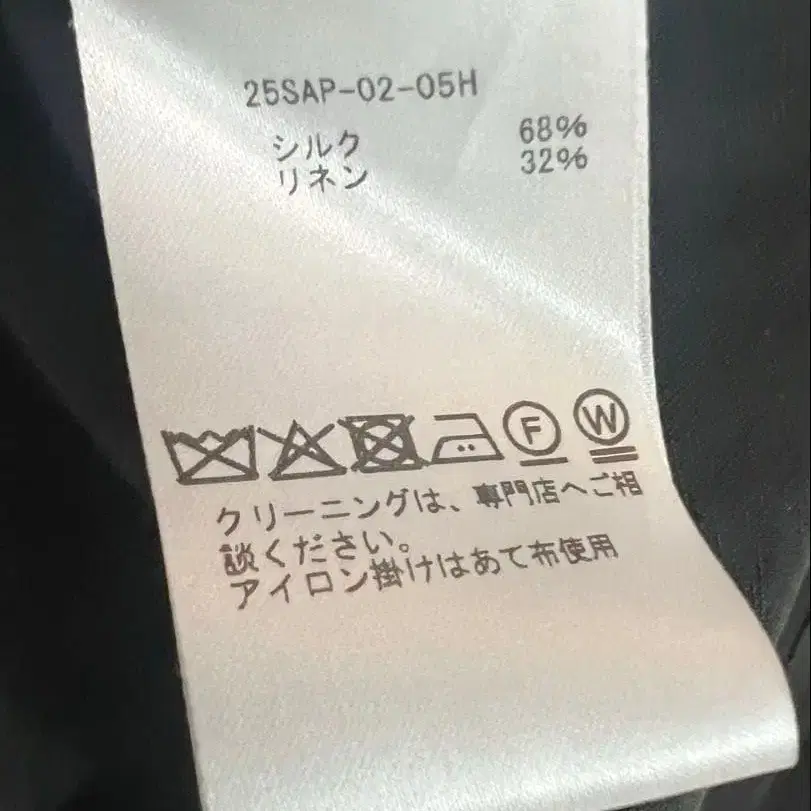 25SAP-02-05H
シルク 68%
リネン 32%
F W
クリーニングは、専門店へご相
談ください。
アイロン掛けはあて布使用